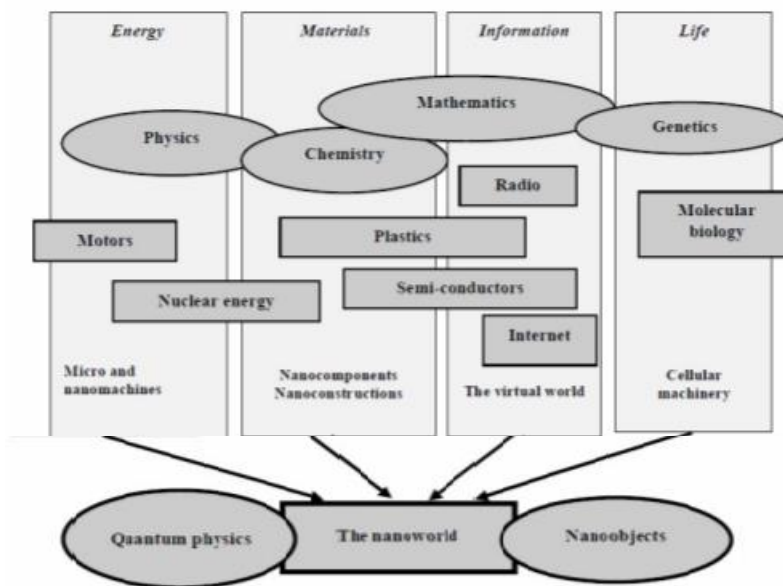 Energy
Materials
Information
Life
Mathematics
Physics
Chemistry
Genetics
Radio
Molecular
biology
Motors
Plastics
Nuclear energy
Semi-conductors
Internet
Micro and
nanomachines
Nanocomponents
Nanoconstructions
The virtual world
Cellular
machinery
Quantum physics
The nanoworld
Nanoobjects